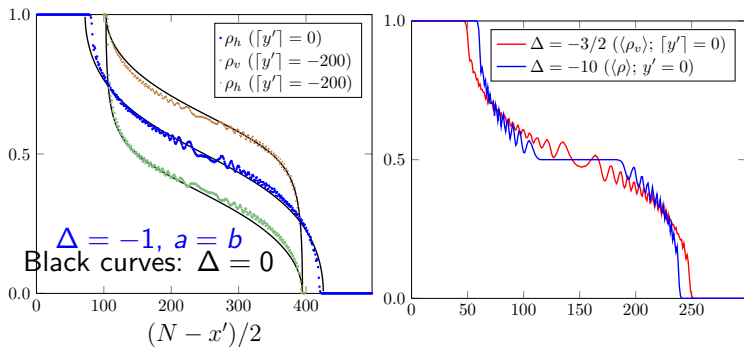 1.0
0.5
0.0
0
100
200
300
400
(N − x′)/2
ρh (⌈y′⌉ = 0)
ρv (⌈y′⌉ = −200)
ρh (⌈y′⌉ = −200)
Δ = −1, a = b
Black curves: Δ = 0
1.0
0.5
0.0
0
50
100
150
200
250
Δ = −3/2 (⟨ρv⟩; ⌈y′⌉ = 0)
Δ = −10 (⟨ρ⟩; y′ = 0)